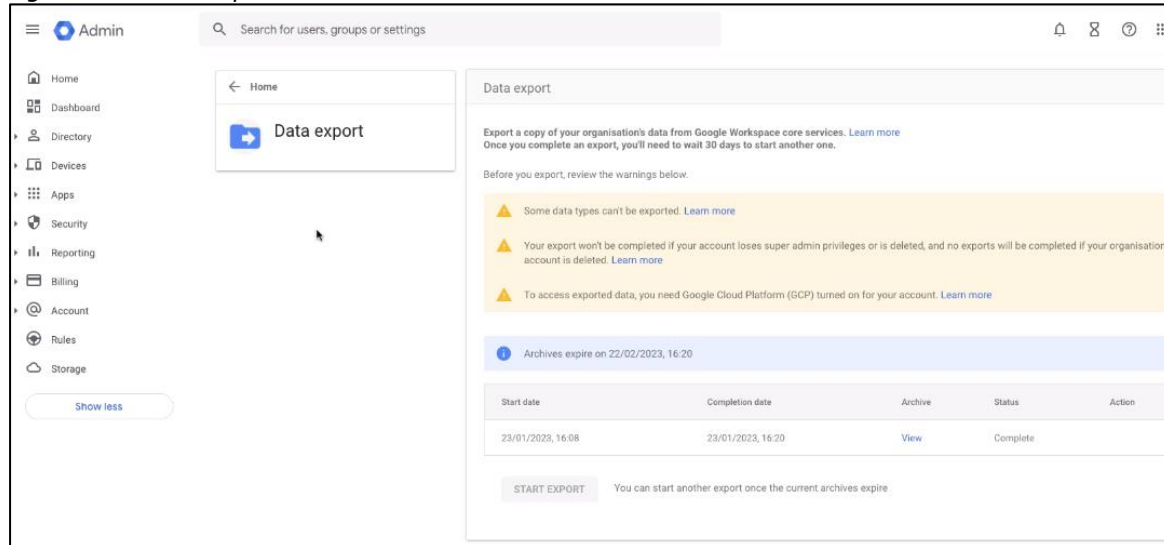 Admin
Search for users, groups or settings
Home
Dashboard
Directory
Devices
Apps
Security
Reporting
Billing
Account
Rules
Storage
Show less
Home
Data export
Data export
Export a copy of your organisation's data from Google Workspace core services. Learn more
Once you complete an export, you'll need to wait 30 days to start another one.
Before you export, review the warnings below.
Some data types can't be exported. Learn more
Your export won't be completed if your account loses super admin privileges or is deleted, and no exports will be completed if your organisation
account is deleted. Learn more
To access exported data, you need Google Cloud Platform (GCP) turned on for your account. Learn more
Archives expire on 22/02/2023, 16:20
Start date Completion date Archive Status Action
23/01/2023, 16:08 23/01/2023, 16:20 View Complete
START EXPORT You can start another export once the current archives expire